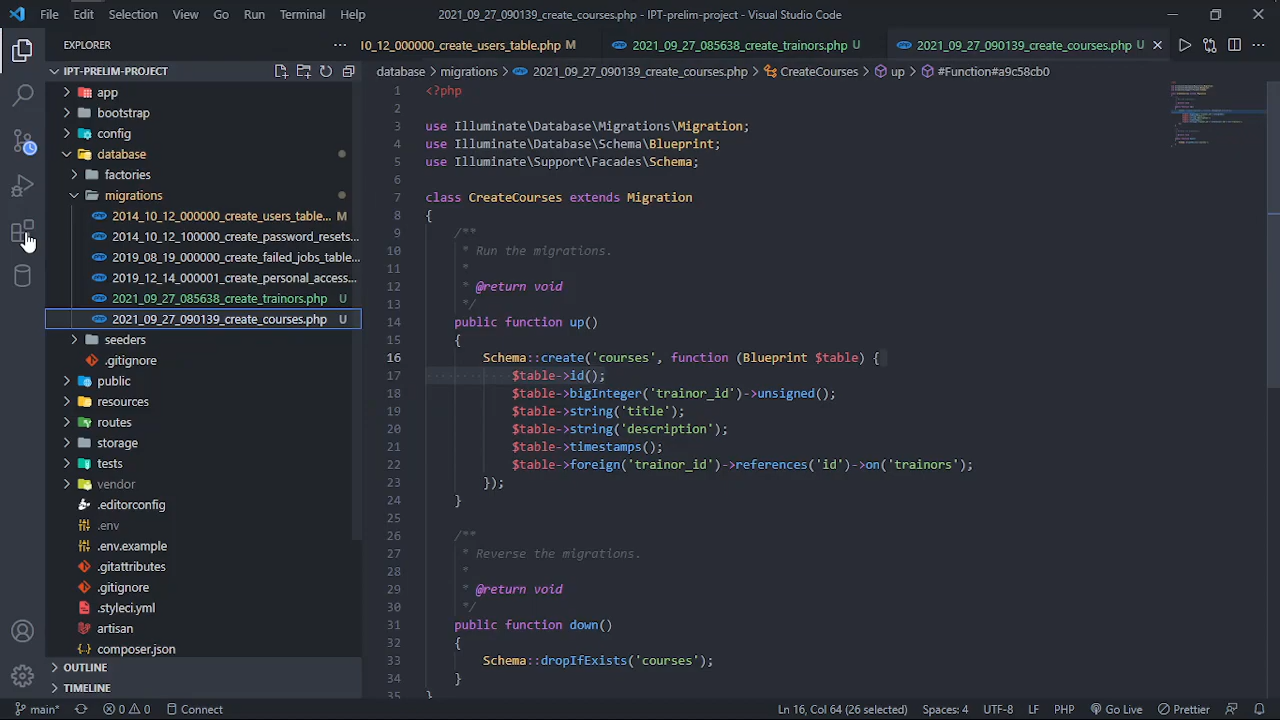 File Edit Selection View Go Run Terminal Help
2021_09_27_090139_create_courses.php - IPT-prelim-project - Visual Studio Code
EXPLORER
10_12_000000_create_users_table.php M
2021_09_27_085638_create_trainors.php U
2021_09_27_090139_create_courses.php U
IPT-PRELIM-PROJECT
database > migrations > 2021_09_27_090139_create_courses.php > CreateCourses > up > #Function#a9c58cb0
app
bootstrap
config
database
factories
migrations
2014_10_12_000000_create_users_table... M
2014_10_12_100000_create_password_resets...
2019_08_19_000000_create_failed_jobs_table...
2019_12_14_000001_create_personal_access...
2021_09_27_085638_create_trainors.php U
2021_09_27_090139_create_courses.php U
seeders
.gitignore
public
resources
routes
storage
tests
vendor
.editorconfig
.env
.env.example
.gitattributes
.gitignore
.styleci.yml
artisan
composer.json
OUTLINE
TIMELINE
1 <?php
2
3 use Illuminate\Database\Migrations\Migration;
4 use Illuminate\Database\Schema\Blueprint;
5 use Illuminate\Support\Facades\Schema;
6
7 class CreateCourses extends Migration
8 {
9 /**
10 * Run the migrations.
11 *
12 * @return void
13 */
14 public function up()
15 {
16 Schema::create('courses', function (Blueprint $table) {
17 $table->id();
18 $table->bigInteger('trainor_id')->unsigned();
19 $table->string('title');
20 $table->string('description');
21 $table->timestamps();
22 $table->foreign('trainor_id')->references('id')->on('trainors');
23 });
24 }
25
26 /**
27 * Reverse the migrations.
28 *
29 * @return void
30 */
31 public function down()
32 {
33 Schema::dropIfExists('courses');
34 }
35 }
main* 0 0 Connect
Ln 16, Col 64 (26 selected) Spaces: 4 UTF-8 LF PHP Go Live Prettier